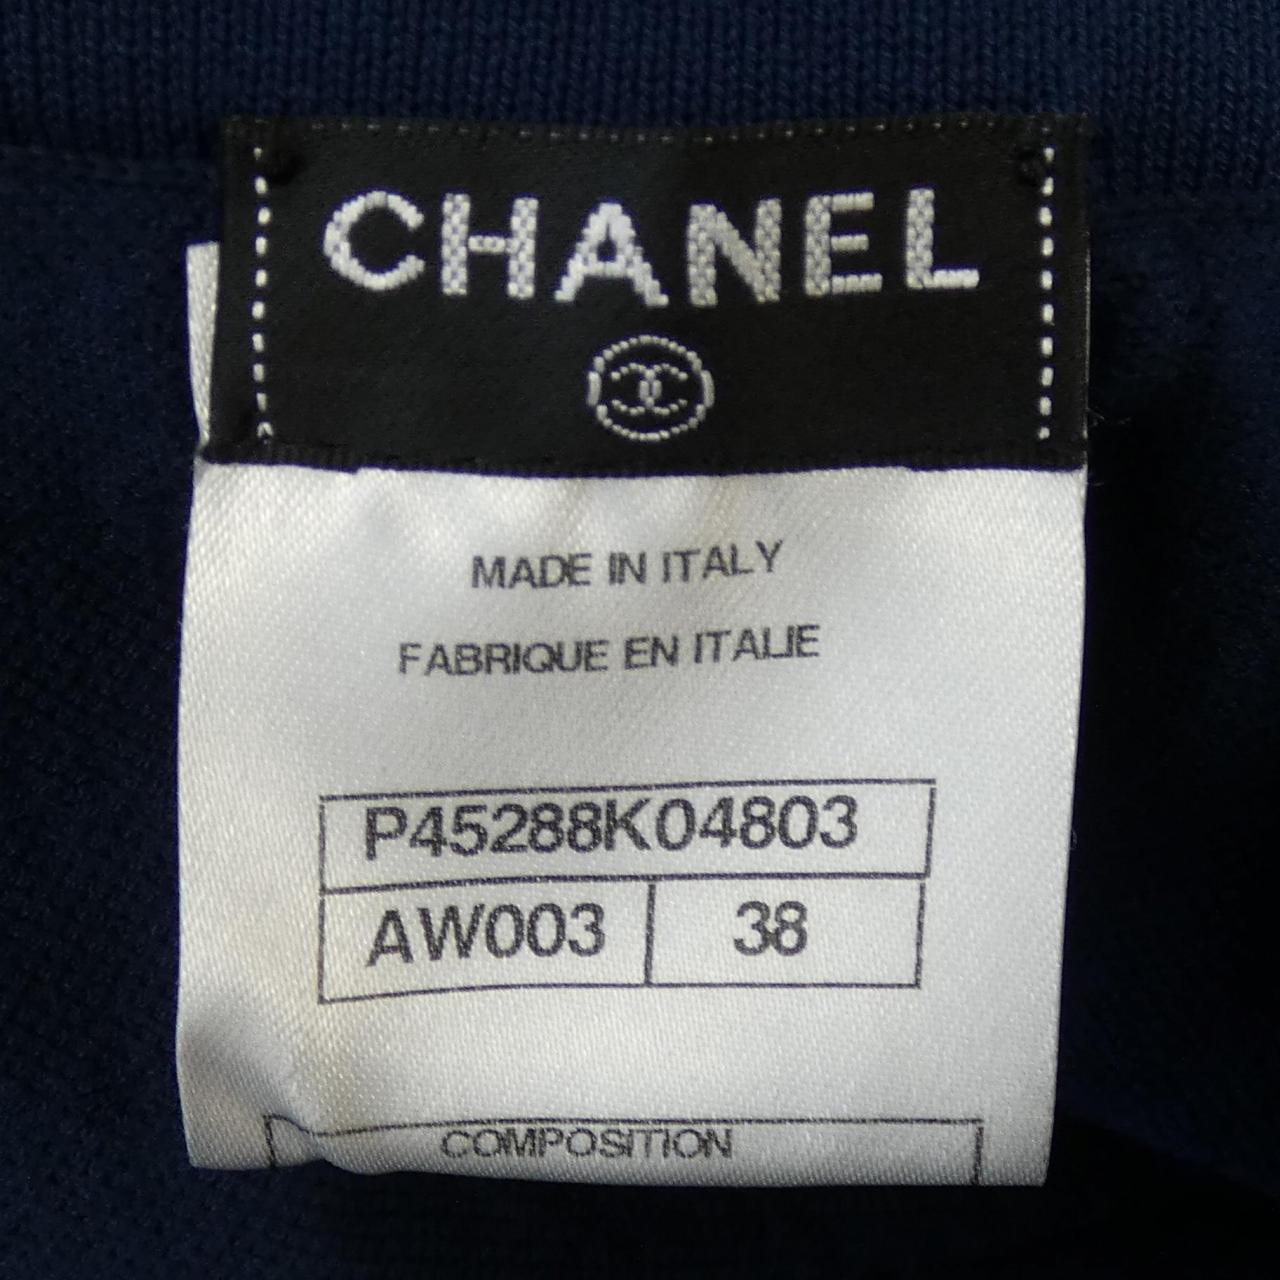 CHANEL
MADE IN ITALY
FABRIQUE EN ITALIE
P45288K04803
AW003 38
COMPOSITION